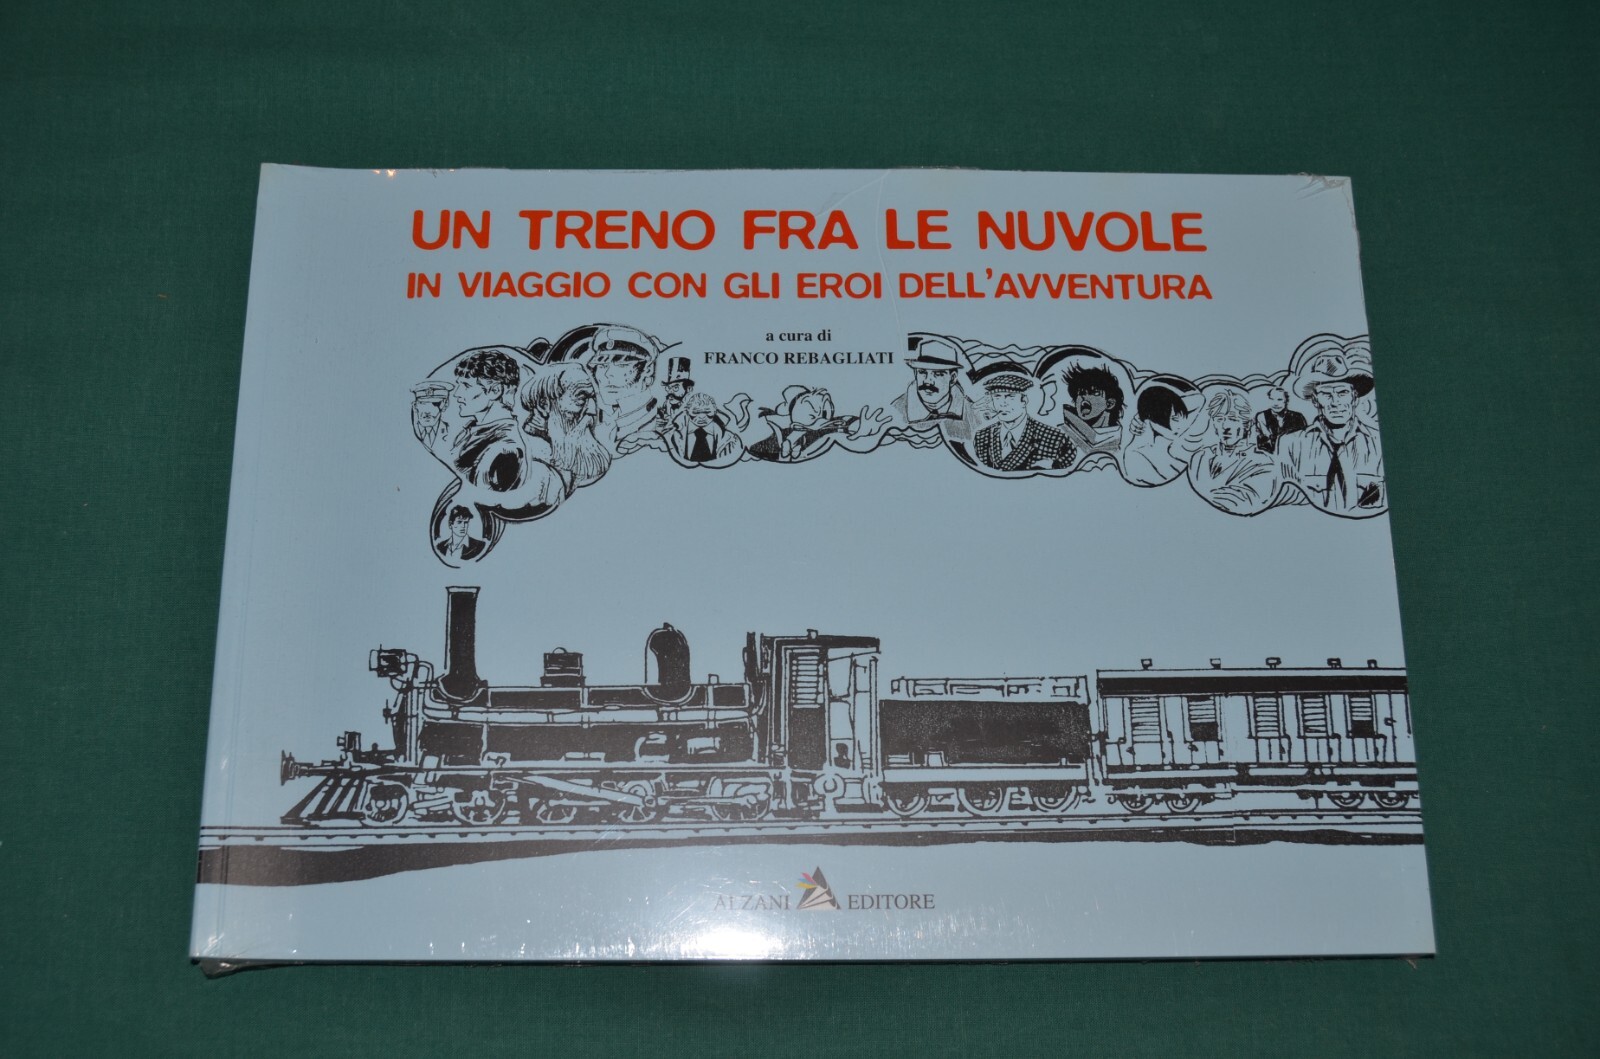 UN TRENO FRA LE NUVOLE
IN VIAGGIO CON GLI EROI DELL'AVVENTURA
a cura di
FRANCO REBAGLIATI
ALZANI EDITORE